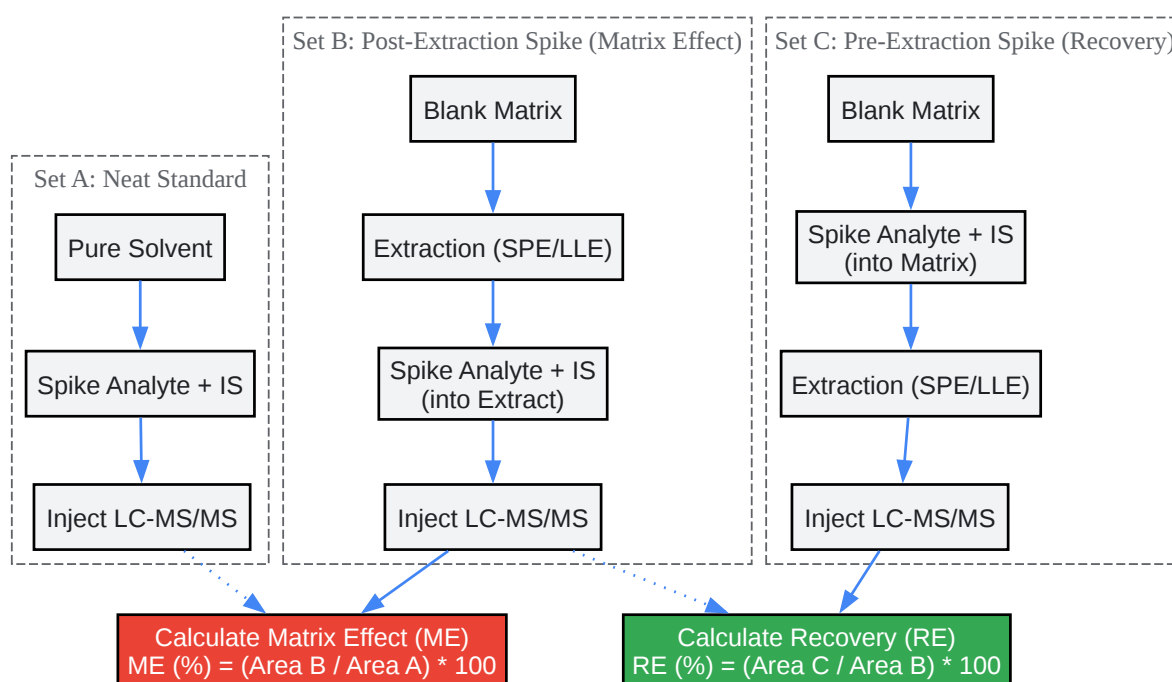 Set A: Neat Standard
Pure Solvent
Spike Analyte + IS
Inject LC-MS/MS
Set B: Post-Extraction Spike (Matrix Effect)
Blank Matrix
Extraction (SPE/LLE)
Spike Analyte + IS
(into Extract)
Inject LC-MS/MS
Set C: Pre-Extraction Spike (Recovery)
Blank Matrix
Spike Analyte + IS
(into Matrix)
Extraction (SPE/LLE)
Inject LC-MS/MS
Calculate Matrix Effect (ME)
ME (%) = (Area B / Area A) * 100
Calculate Recovery (RE)
RE (%) = (Area C / Area B) * 100